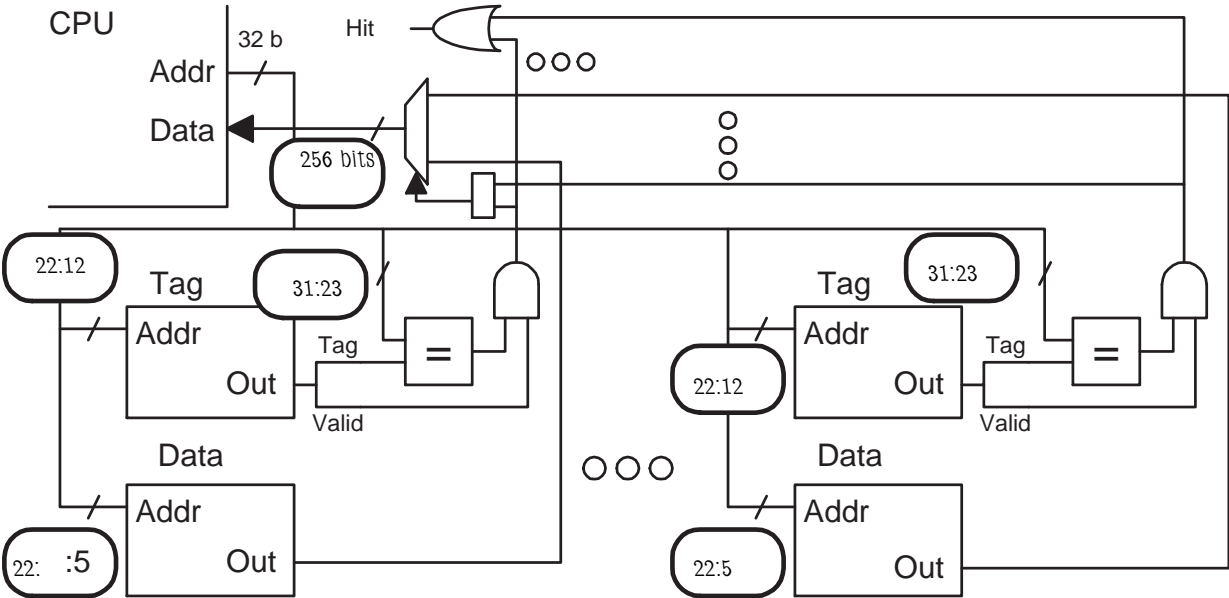 CPU
32 b
Hit
Addr
Data
256 bits
22:12
Tag
31:23
Tag
31:23
Addr
Tag
=
Out
Valid
Addr
Tag
=
22:12
Out
Valid
Data
Data
Addr
Out
22: :5
Addr
Out
22:5